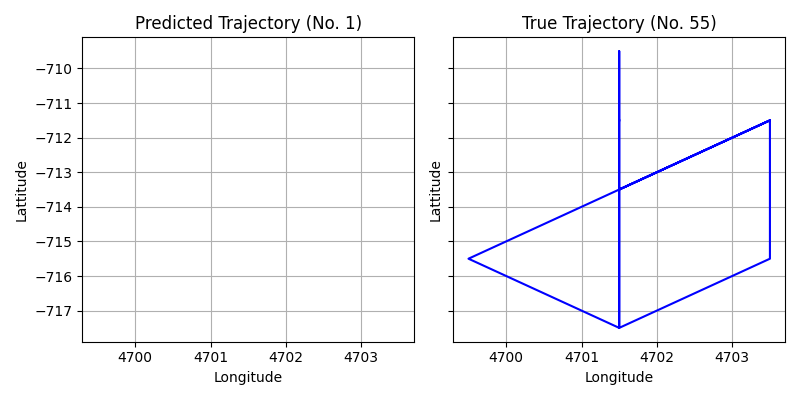 Predicted Trajectory (No. 1)
True Trajectory (No. 55)
Lattitude
−710
−711
−712
−713
−714
−715
−716
−717
4700
4701
4702
4703
Longitude
Lattitude
4700
4701
4702
4703
Longitude